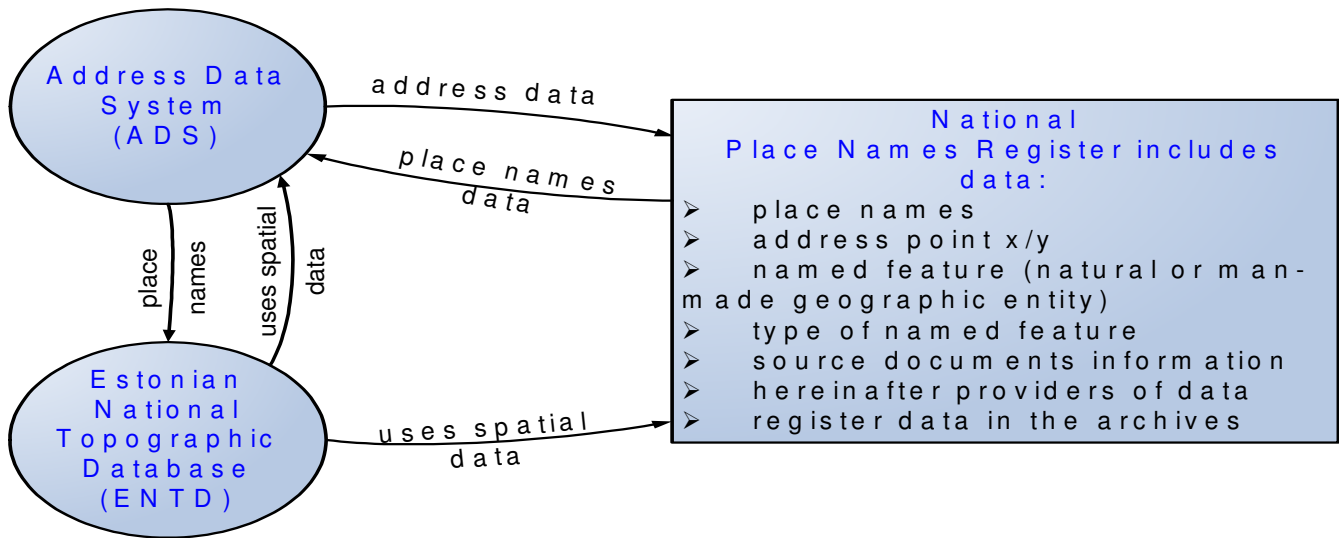 Address Data
System
(ADS)
address data
place names
data
place
names
uses spatial
data
Estonian
National
Topographic
Database
(ENTD)
uses spatial
data
National
Place Names Register includes
data:
➢ place names
➢ address point x/y
➢ named feature (natural or man-
made geographic entity)
➢ type of named feature
➢ source documents information
➢ hereinafter providers of data
➢ register data in the archives